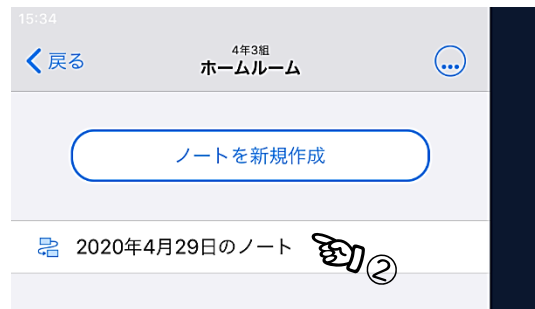 15:34
戻る
4年3組
ホームルーム
ノートを新規作成
2020年4月29日のノート
②